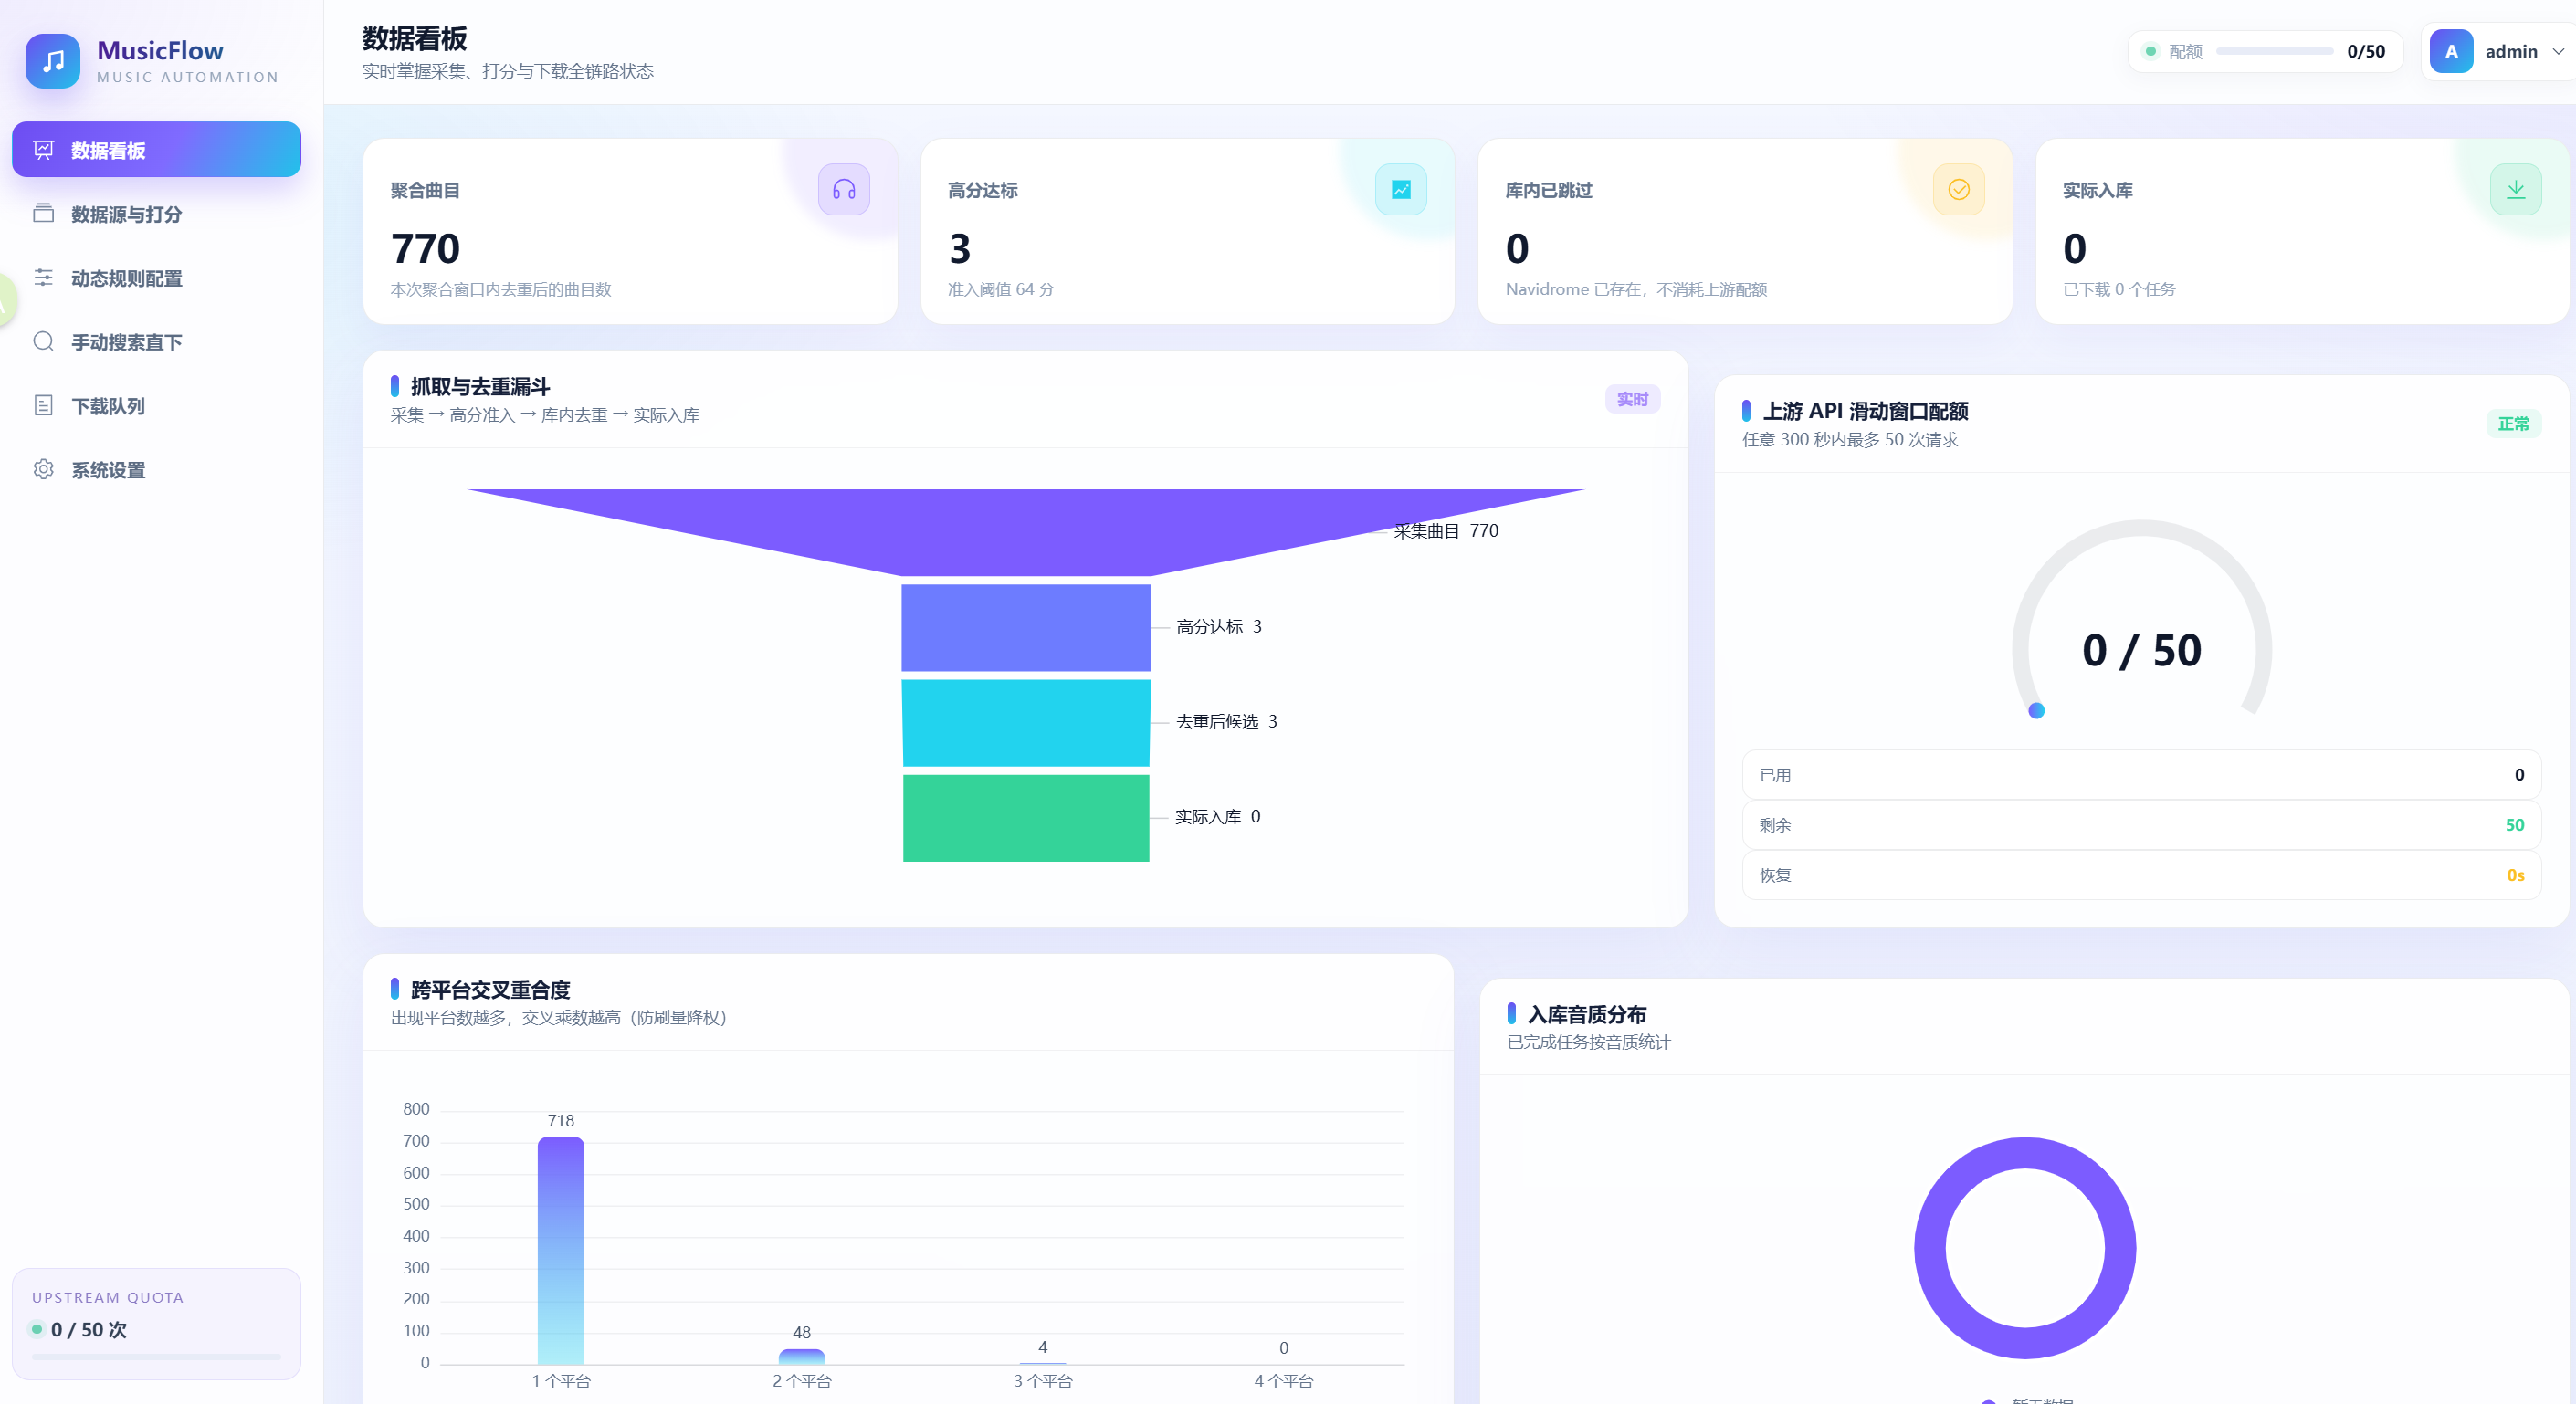 MusicFlow
MUSIC AUTOMATION
数据看板
数据源与打分
动态规则配置
手动搜索直下
下载队列
系统设置
UPSTREAM QUOTA
0 / 50 次
数据看板
实时掌握采集、打分与下载全链路状态
配额 0/50
A admin
聚合曲目
770
本次聚合窗口内去重后的曲目数
高分达标
3
准入阈值 64 分
库内已跳过
0
Navidrome 已存在，不消耗上游配额
实际入库
0
已下载 0 个任务
抓取与去重漏斗
采集 → 高分准入 → 库内去重 → 实际入库
实时
采集曲目 770
高分达标 3
去重后候选 3
实际入库 0
上游 API 滑动窗口配额
任意 300 秒内最多 50 次请求
正常
0 / 50
已用 0
剩余 50
恢复 0s
跨平台交叉重合度
出现平台数越多，交叉乘数越高（防刷量降权）
800
700
600
500
400
300
200
100
0
718
48
4
0
1 个平台
2 个平台
3 个平台
4 个平台
入库音质分布
已完成任务按音质统计